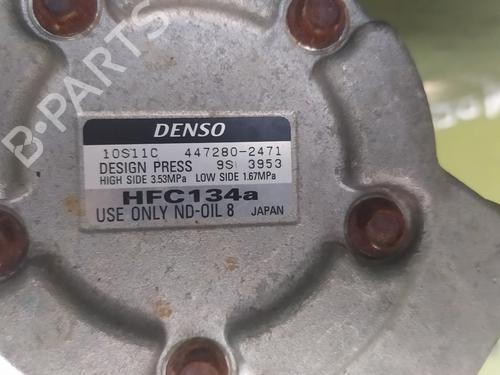 B-PARTS
DENSO
10S11C 447280-2471
DESIGN PRESS 9S 3953
HIGH SIDE 3.53MPa LOW SIDE 1.67MPa
HFC134a
USE ONLY ND-OIL 8 JAPAN